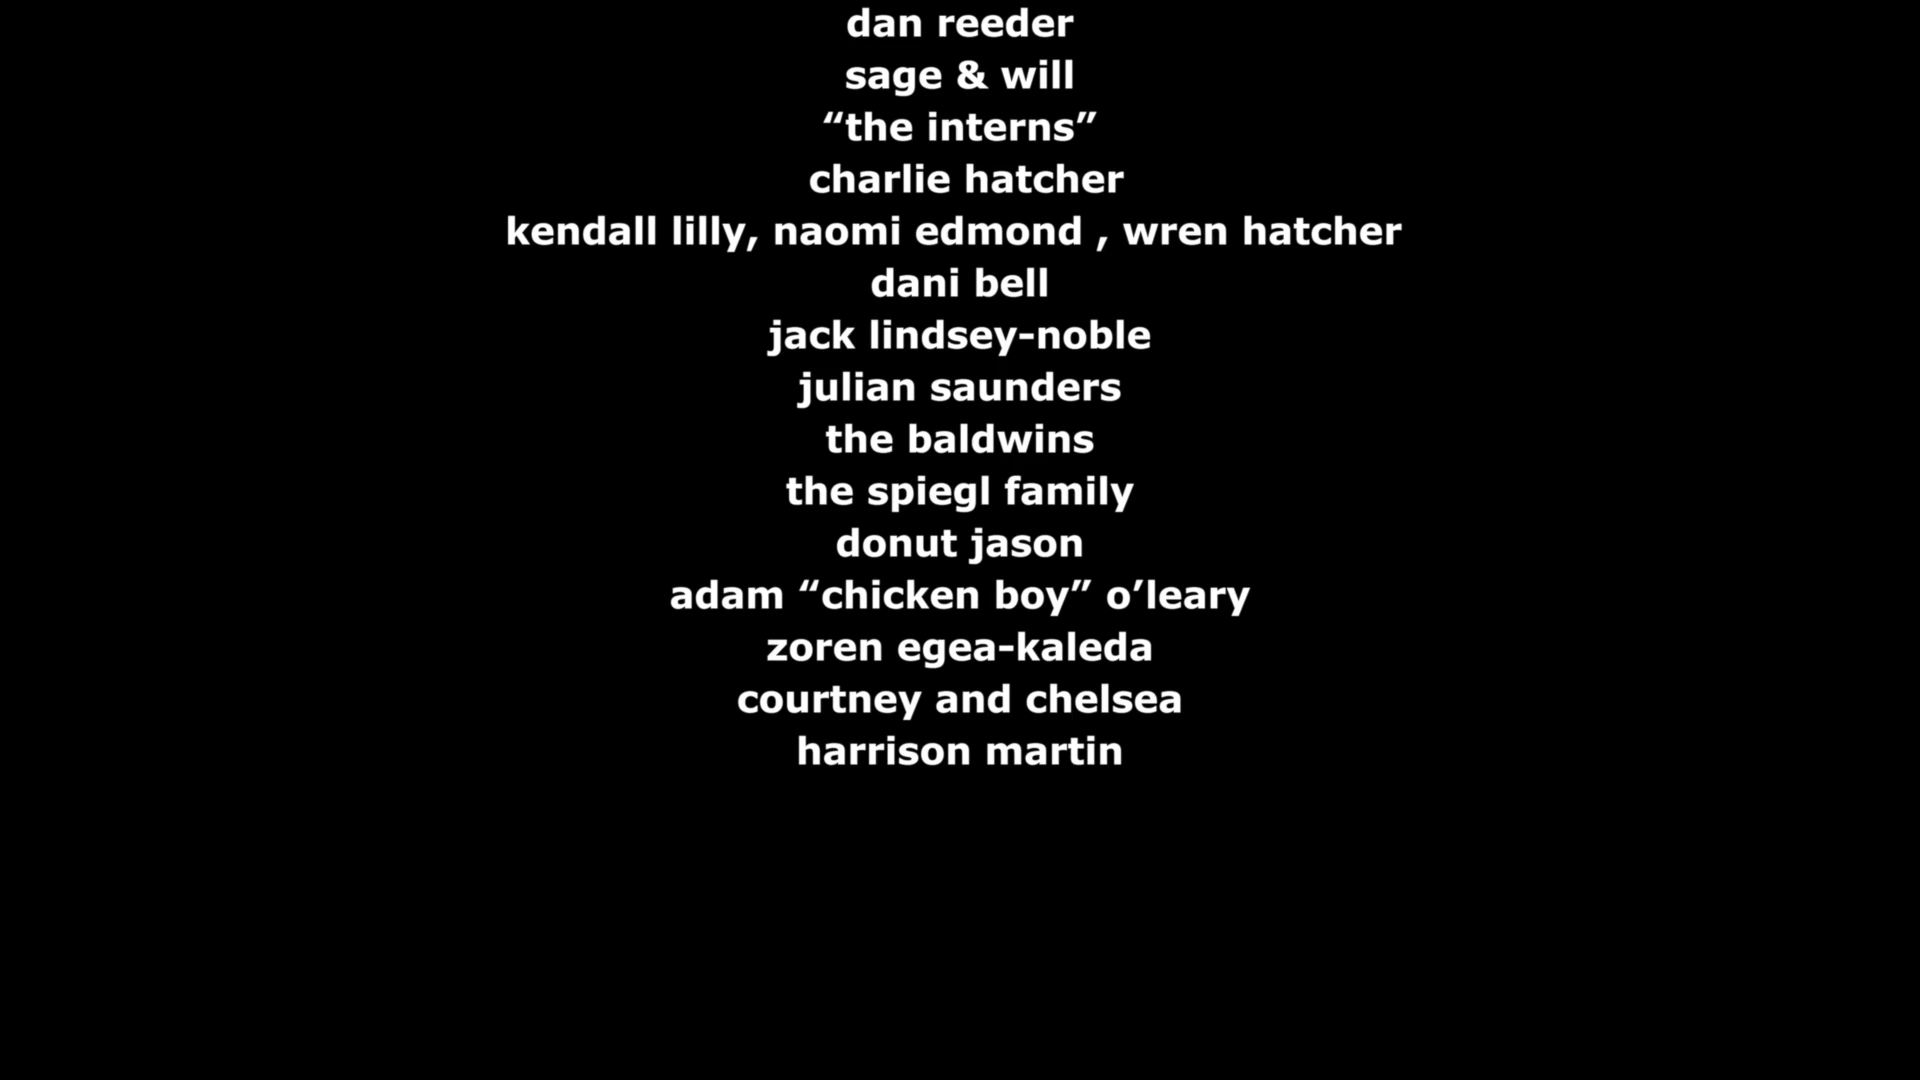 dan reeder
sage & will
“the interns”
charlie hatcher
kendall lilly, naomi edmond , wren hatcher
dani bell
jack lindsey-noble
julian saunders
the baldwins
the spiegl family
donut jason
adam “chicken boy” o’leary
zoren egea-kaleda
courtney and chelsea
harrison martin